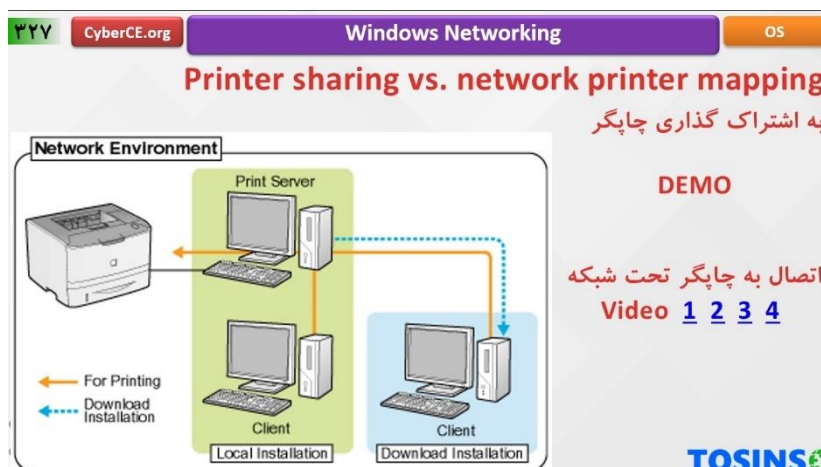 ۳۲۷
CyberCE.org
Windows Networking
OS
Printer sharing vs. network printer mapping
به اشتراک گذاری چاپگر
DEMO
اتصال به چاپگر تحت شبکه
Video 1 2 3 4
Network Environment
Print Server
For Printing
Download
Installation
Client
Client
Local Installation
Download Installation
TOSINS